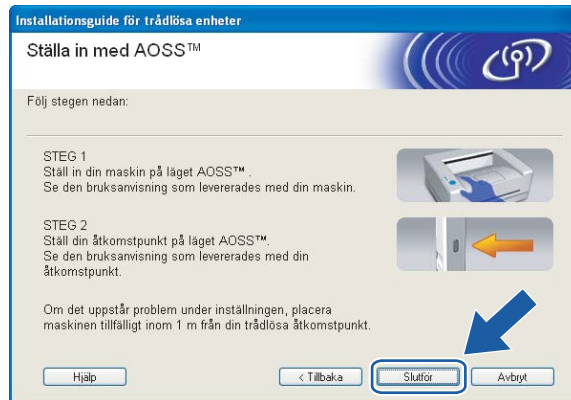 Installationsguide för trådlösa enheter
Ställa in med AOSS™
Följ stegen nedan:
STEG 1
Ställ in din maskin på läget AOSS™ .
Se den bruksanvisning som levererades med din maskin.
STEG 2
Ställ din åtkomstpunkt på läget AOSS™.
Se den bruksanvisning som levererades med din
åtkomstpunkt.
Om det uppstår problem under inställningen, placera
maskinen tillfälligt inom 1 m från din trådlösa åtkomstpunkt.
Hjälp
< Tillbaka
Slutför
Avbryt